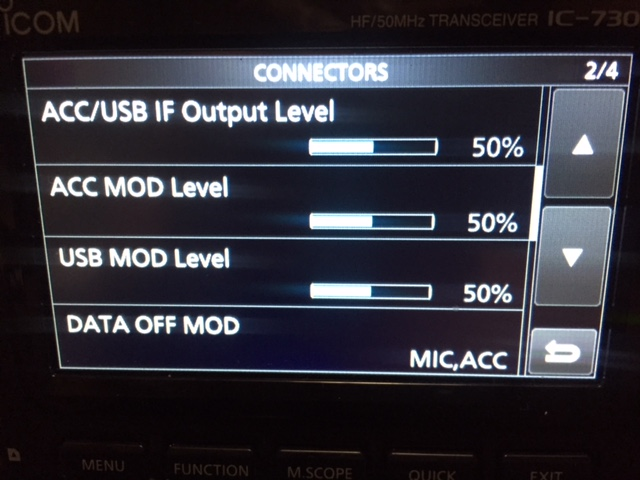 ICOM
HF/50MHz TRANSCEIVER IC-730
CONNECTORS 2/4
ACC/USB IF Output Level
50%
ACC MOD Level
50%
USB MOD Level
50%
DATA OFF MOD
MIC,ACC
MENU FUNCTION M.SCOPE QUICK EXIT